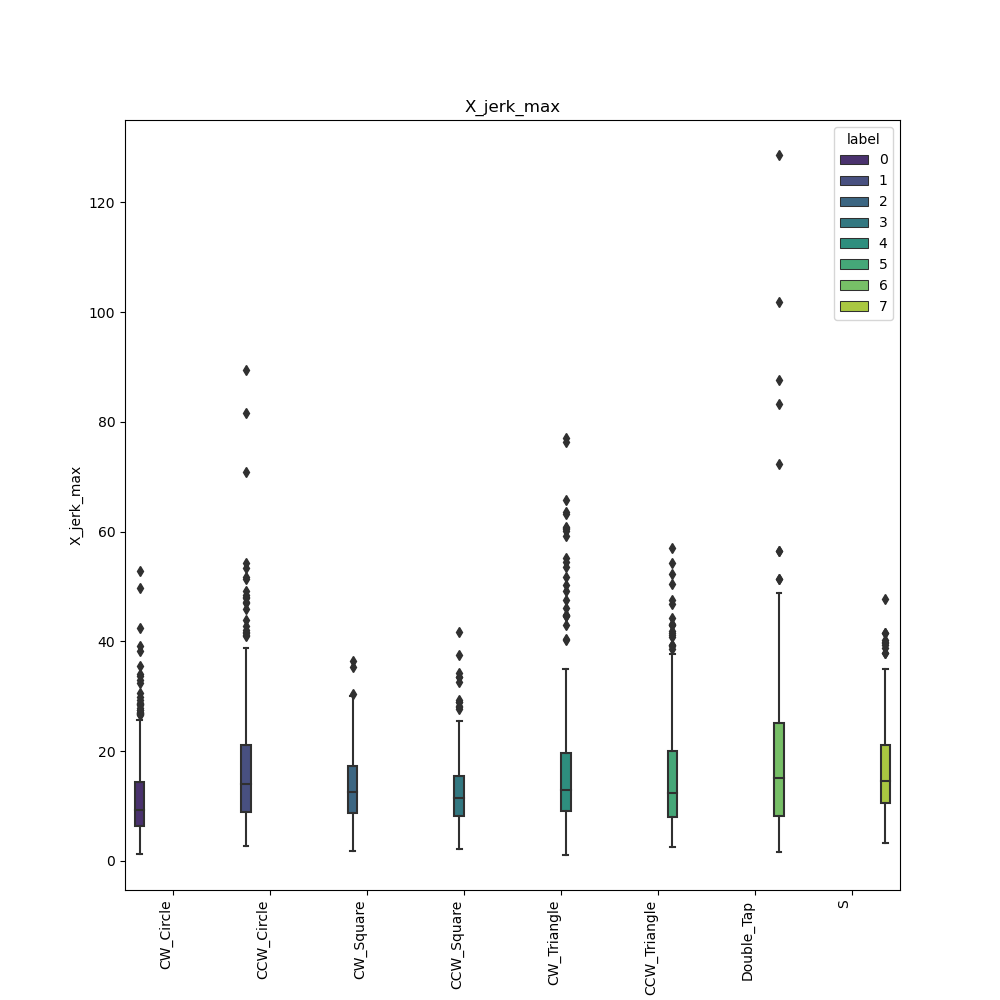 X_jerk_max
label
0
1
2
3
4
5
6
7
120
100
80
60
40
20
0
X_jerk_max
CW_Circle
CCW_Circle
CW_Square
CCW_Square
CW_Triangle
CCW_Triangle
Double_Tap
S